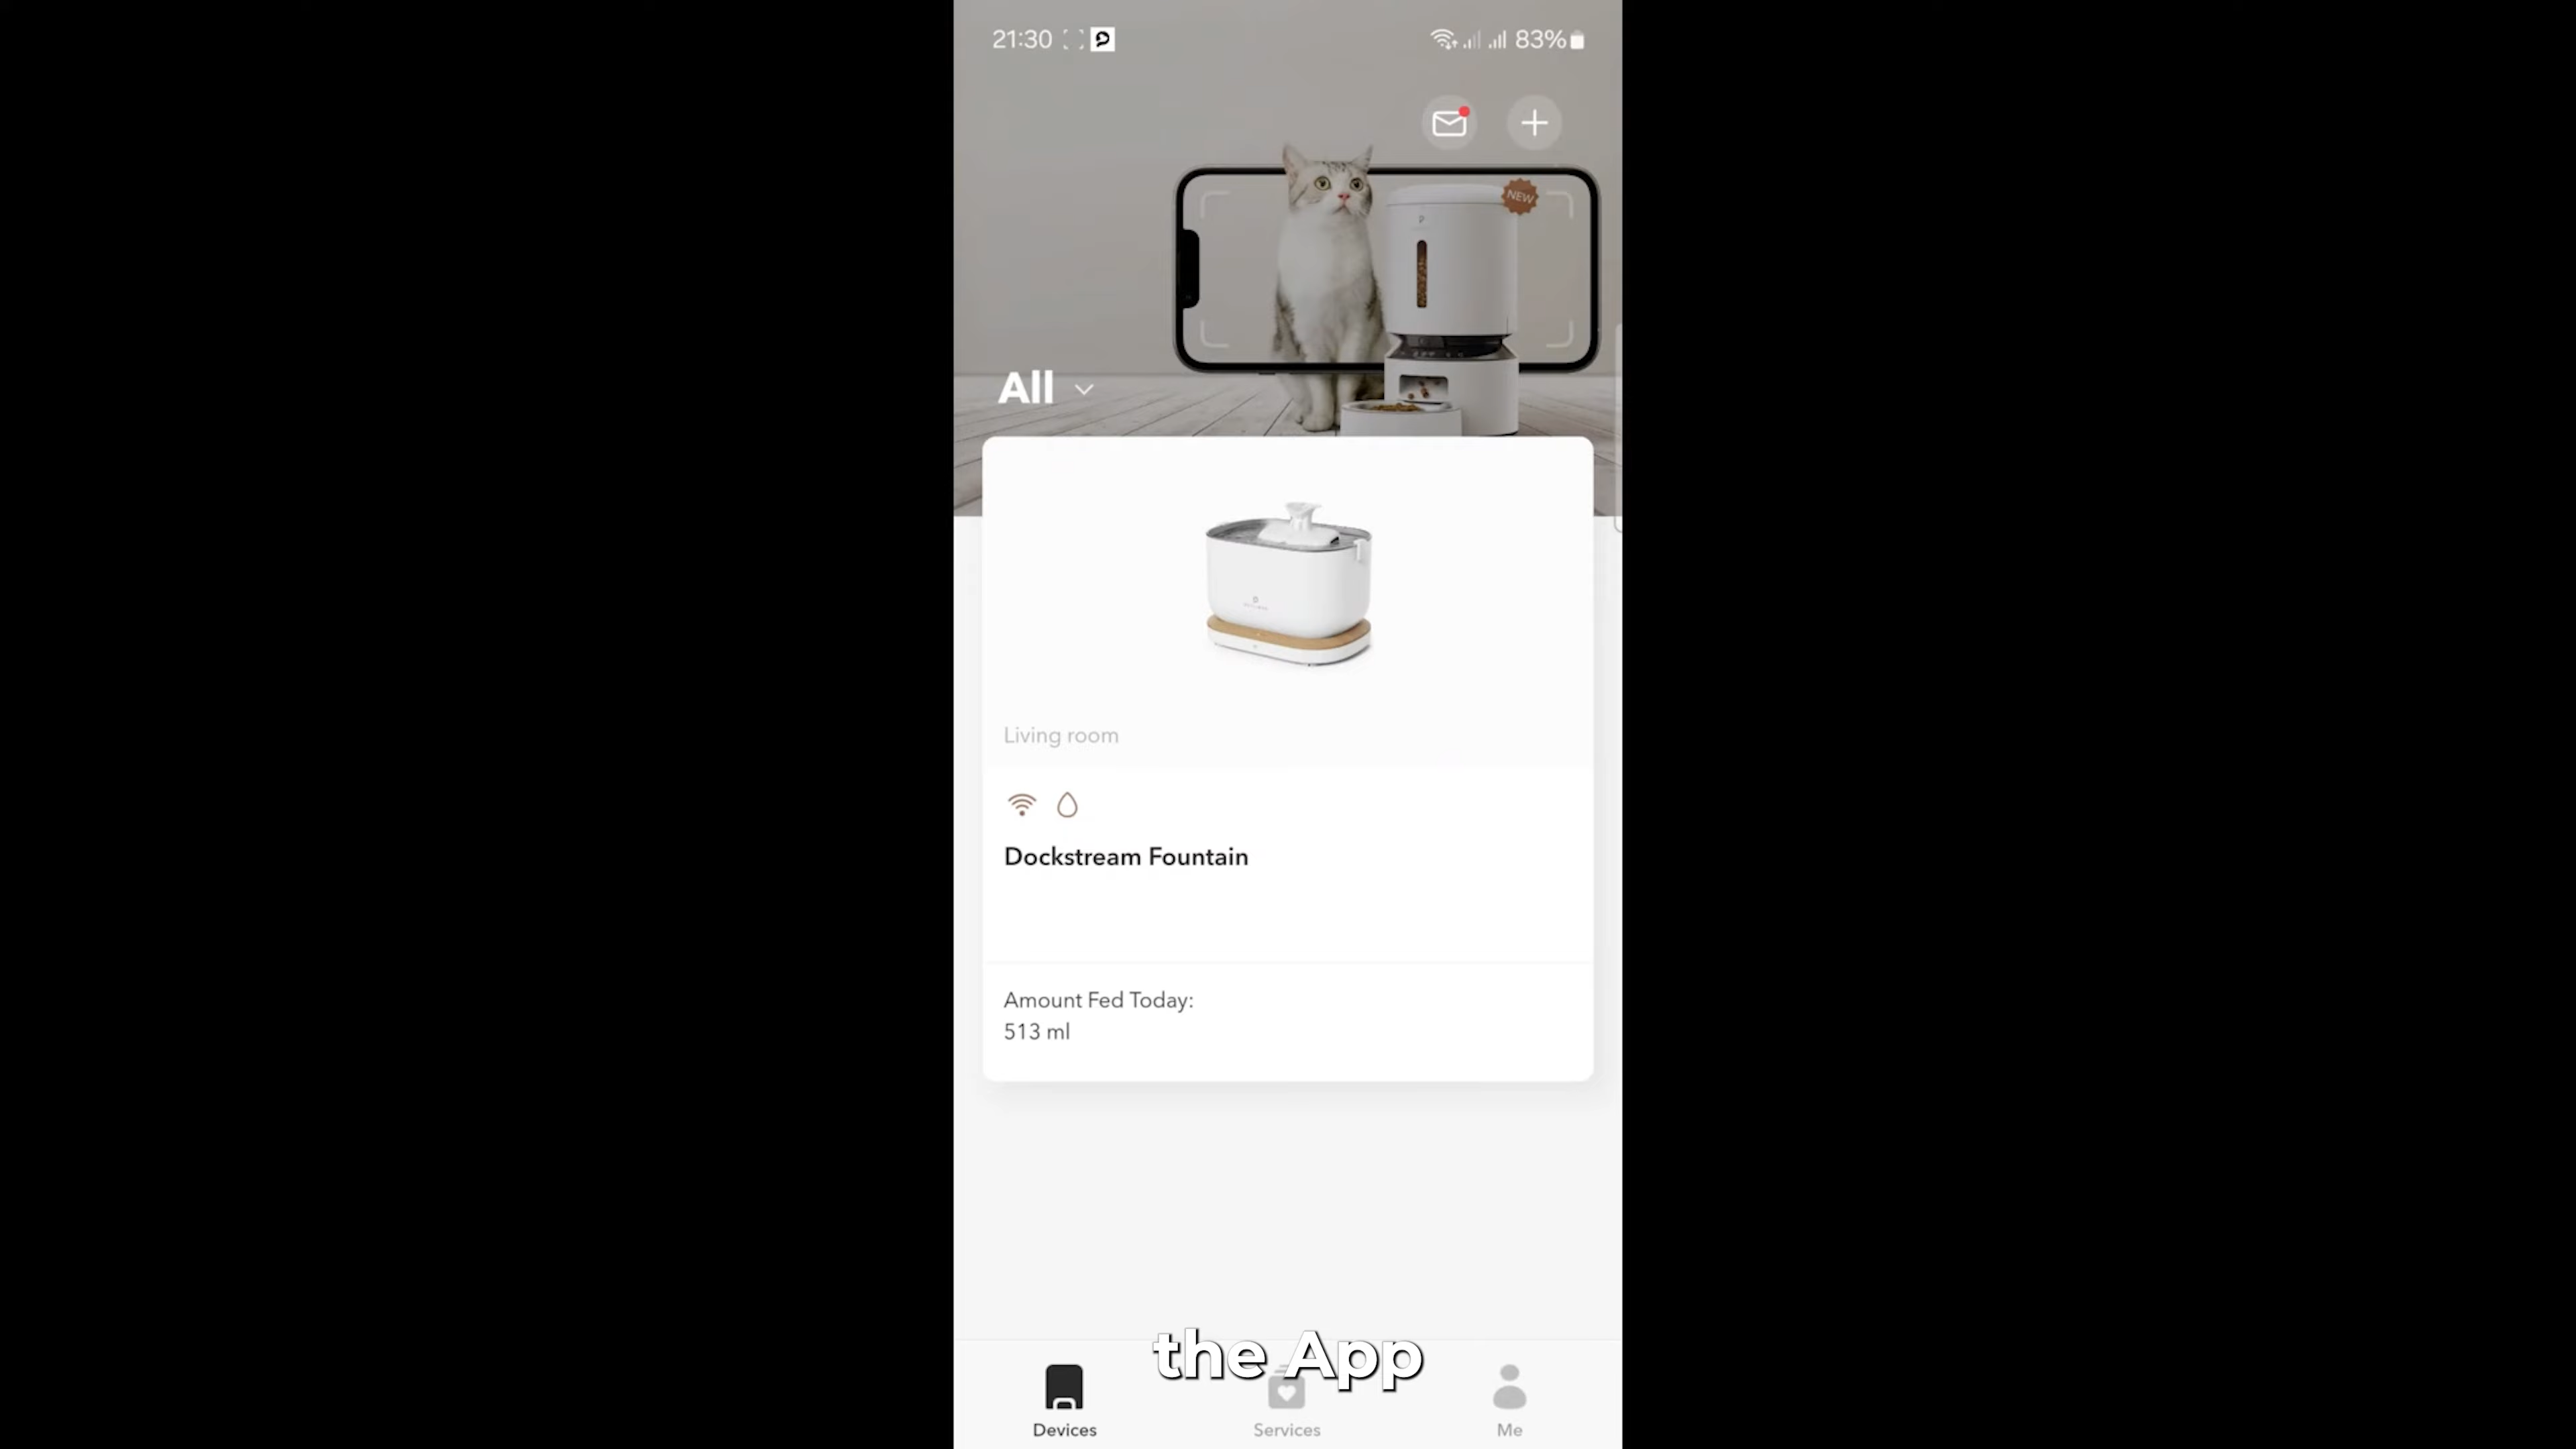 21:30
83%
NEW
All
Living room
Dockstream Fountain
Amount Fed Today:
513 ml
the App
Devices
Services
Me